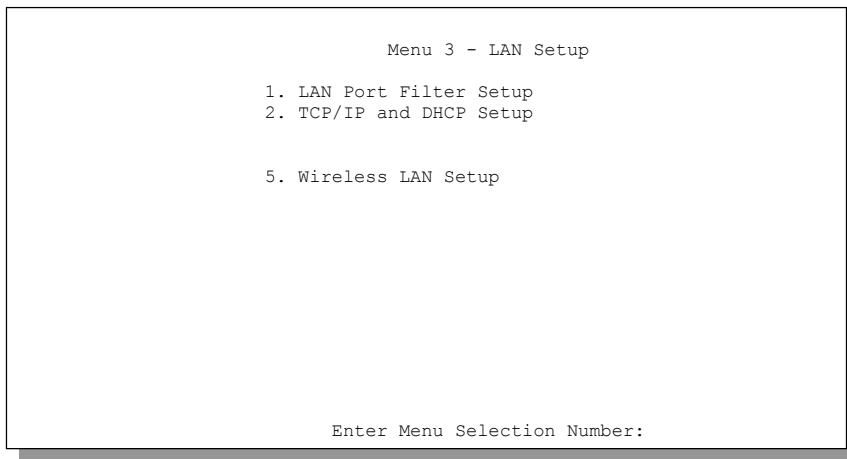 Menu 3 - LAN Setup
1. LAN Port Filter Setup
2. TCP/IP and DHCP Setup
5. Wireless LAN Setup
Enter Menu Selection Number: